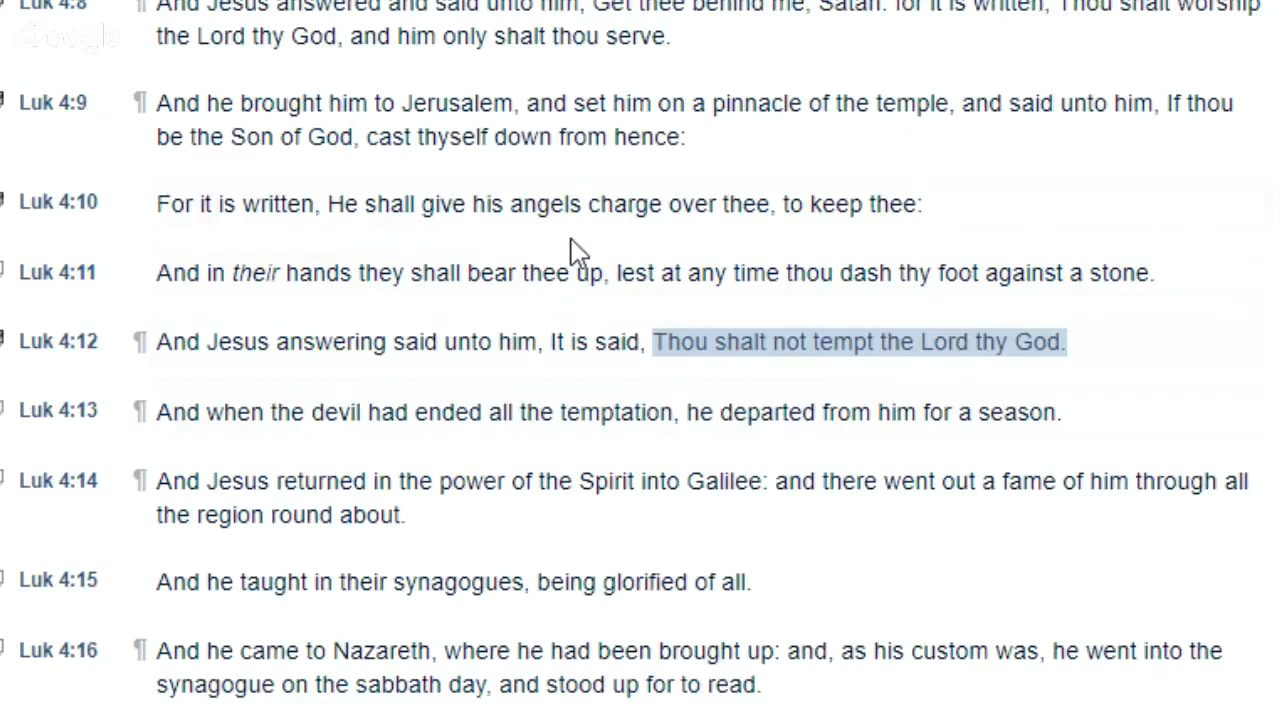 Luk 4:8 ¶ And Jesus answered and said unto him, Get thee behind me, Satan: for it is written, Thou shalt worship
the Lord thy God, and him only shalt thou serve.
Google
Luk 4:9 ¶ And he brought him to Jerusalem, and set him on a pinnacle of the temple, and said unto him, If thou
be the Son of God, cast thyself down from hence:
Luk 4:10 For it is written, He shall give his angels charge over thee, to keep thee:
Luk 4:11 And in their hands they shall bear thee up, lest at any time thou dash thy foot against a stone.
Luk 4:12 ¶ And Jesus answering said unto him, It is said, Thou shalt not tempt the Lord thy God.
Luk 4:13 ¶ And when the devil had ended all the temptation, he departed from him for a season.
Luk 4:14 ¶ And Jesus returned in the power of the Spirit into Galilee: and there went out a fame of him through all
the region round about.
Luk 4:15 And he taught in their synagogues, being glorified of all.
Luk 4:16 ¶ And he came to Nazareth, where he had been brought up: and, as his custom was, he went into the
synagogue on the sabbath day, and stood up for to read.